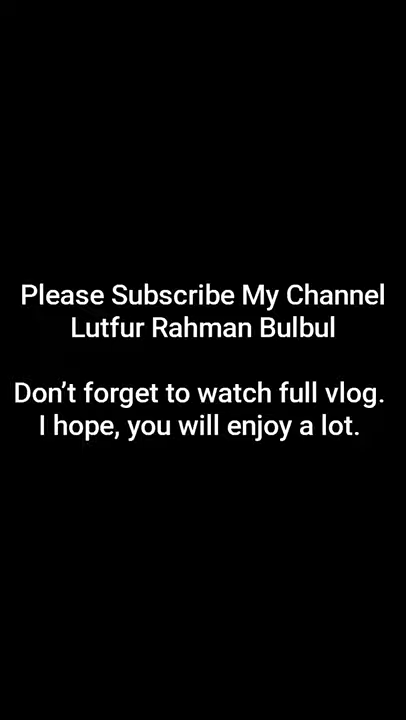 Please Subscribe My Channel
Lutfur Rahman Bulbul
Don’t forget to watch full vlog.
I hope, you will enjoy a lot.